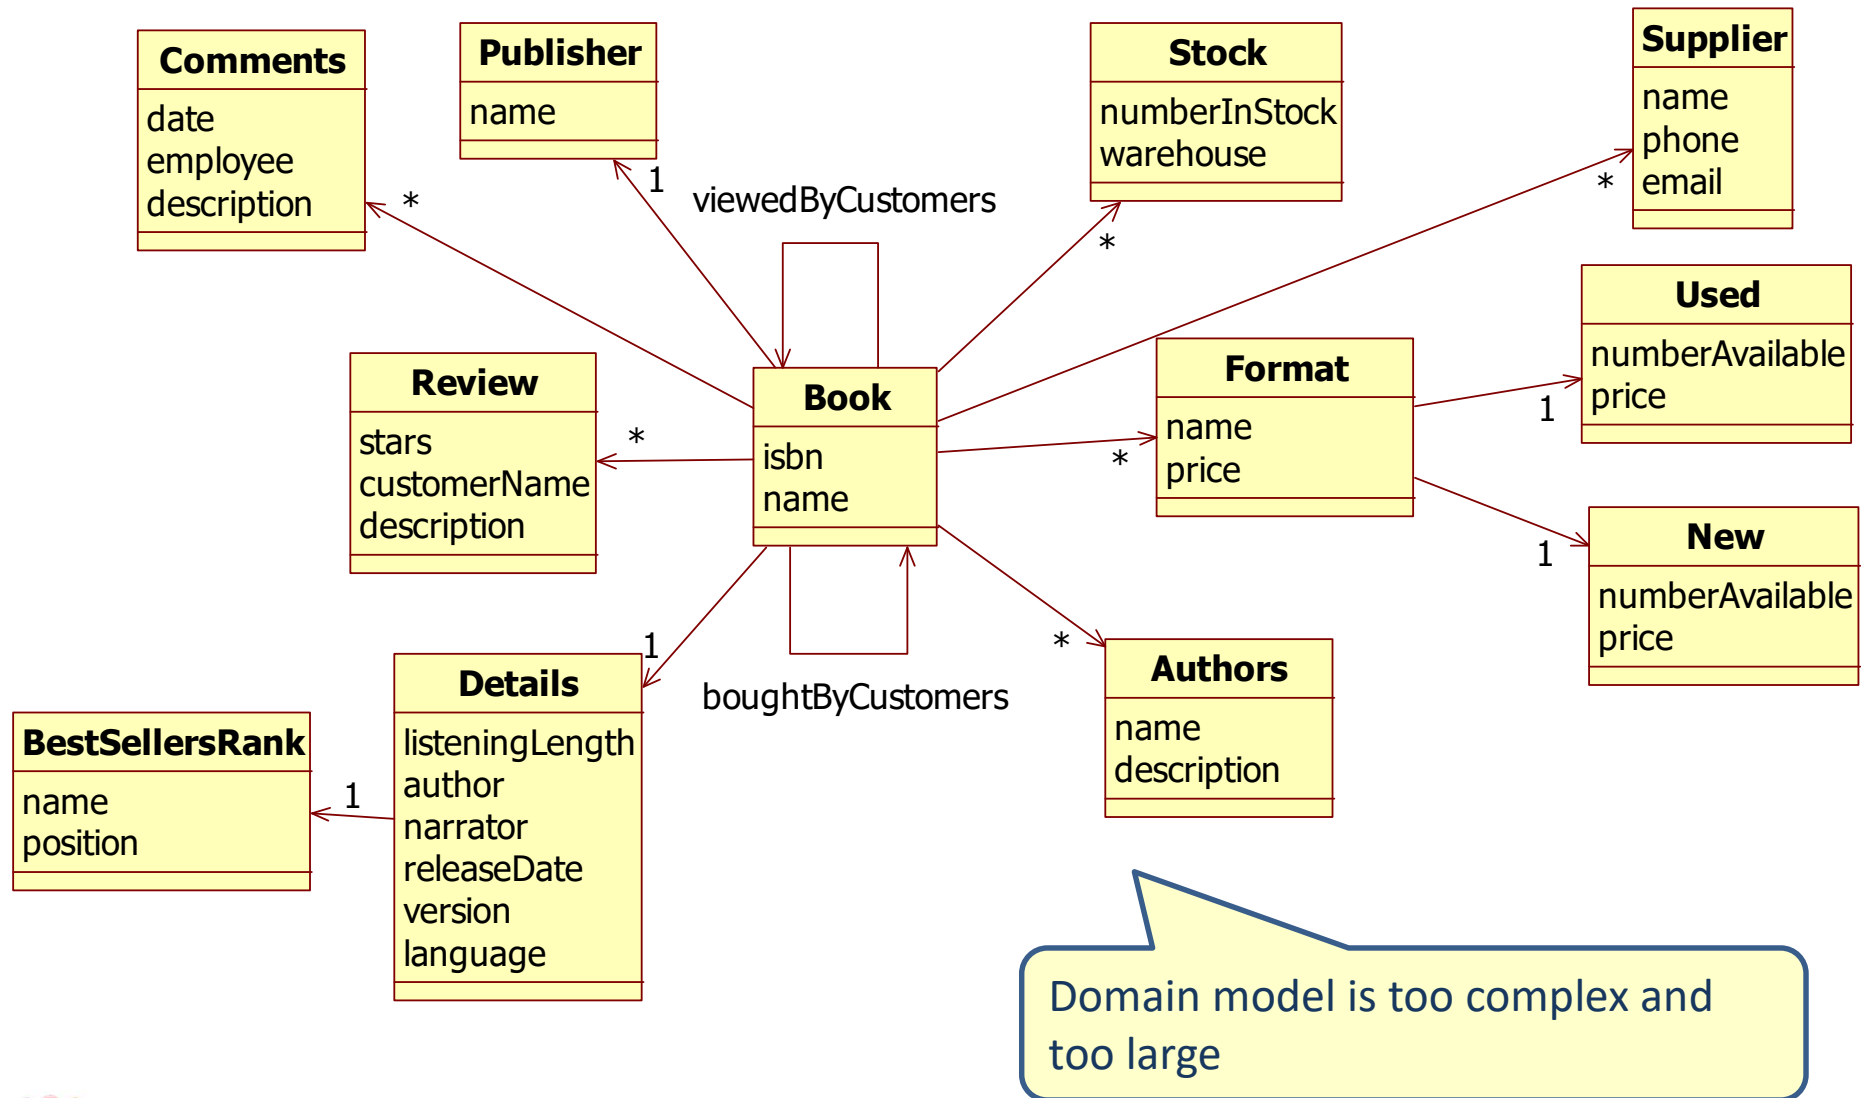 Comments
date
employee
description
*
Publisher
name
1
viewedByCustomers
Stock
numberInStock
warehouse
*
Supplier
name
phone
email
*
Used
numberAvailable
price
1
Format
name
price
*
Review
stars
customerName
description
*
Book
isbn
name
New
numberAvailable
price
1
1
boughtByCustomers
Details
listeningLength
author
narrator
releaseDate
version
language
*
Authors
name
description
BestSellersRank
name
position
1
Domain model is too complex and
too large